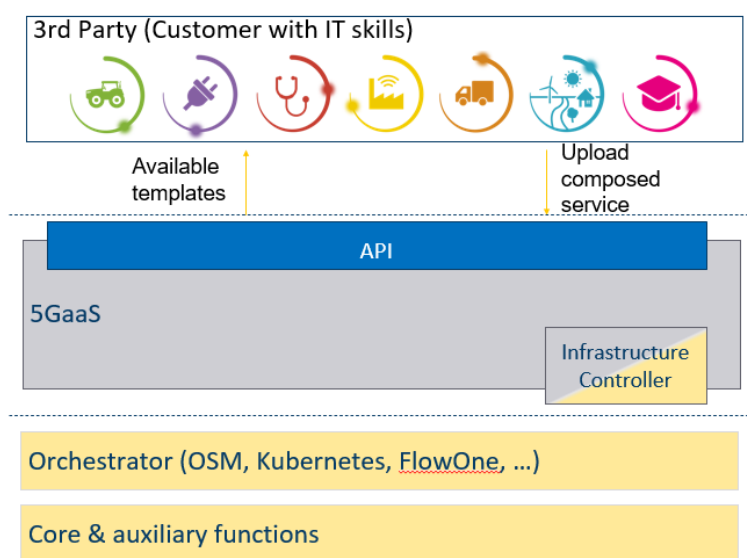 3rd Party (Customer with IT skills)
Available
templates
Upload
composed
service
API
5GaaS
Infrastructure
Controller
Orchestrator (OSM, Kubernetes, FlowOne, ...)
Core & auxiliary functions